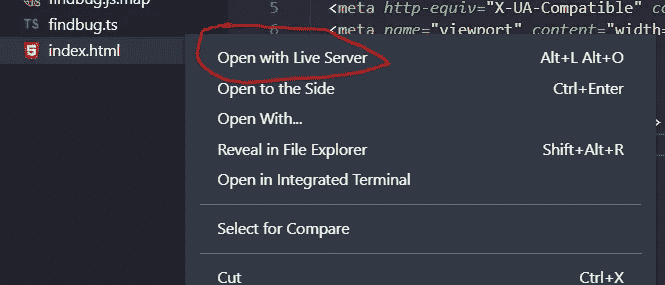 findbug.js.map
TS findbug.ts
index.html
5 <meta http-equiv="X-UA-Compatible" co
6 <meta name="viewport" content="width=
Open with Live Server Alt+L Alt+O
Open to the Side Ctrl+Enter
Open With...
Reveal in File Explorer Shift+Alt+R
Open in Integrated Terminal
Select for Compare
Cut Ctrl+X